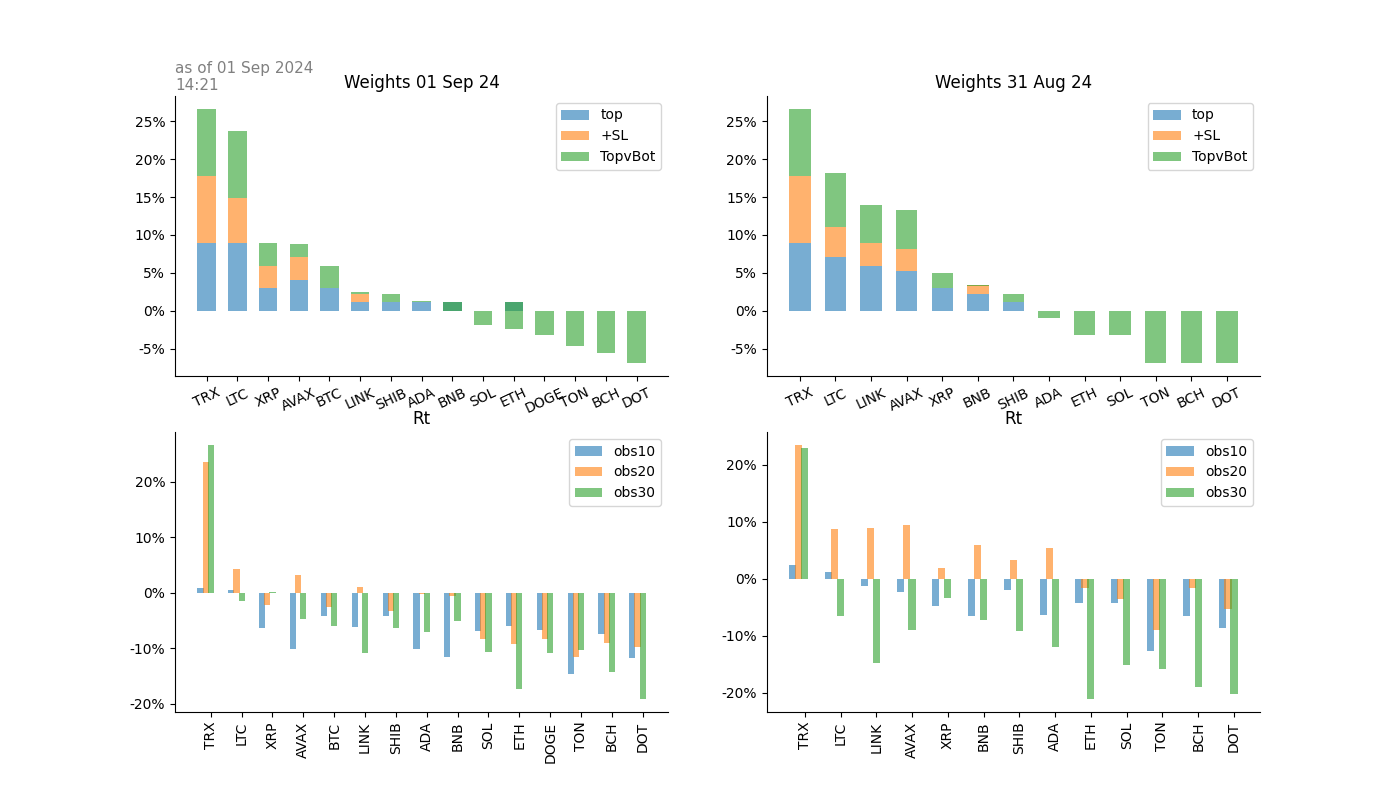 as of 01 Sep 2024
14:21
Weights 01 Sep 24
25%
20%
15%
10%
5%
0%
-5%
top
+SL
TopvBot
TRX LTC XRP AVAX BTC LINK SHIB ADA BNB SOL ETH DOGE TON BCH DOT
Weights 31 Aug 24
25%
20%
15%
10%
5%
0%
-5%
top
+SL
TopvBot
TRX LTC LINK AVAX XRP BNB SHIB ADA ETH SOL TON BCH DOT
Rt
20%
10%
0%
-10%
-20%
obs10
obs20
obs30
TRX LTC XRP AVAX BTC LINK SHIB ADA BNB SOL ETH DOGE TON BCH DOT
Rt
20%
10%
0%
-10%
-20%
obs10
obs20
obs30
TRX LTC LINK AVAX XRP BNB SHIB ADA ETH SOL TON BCH DOT